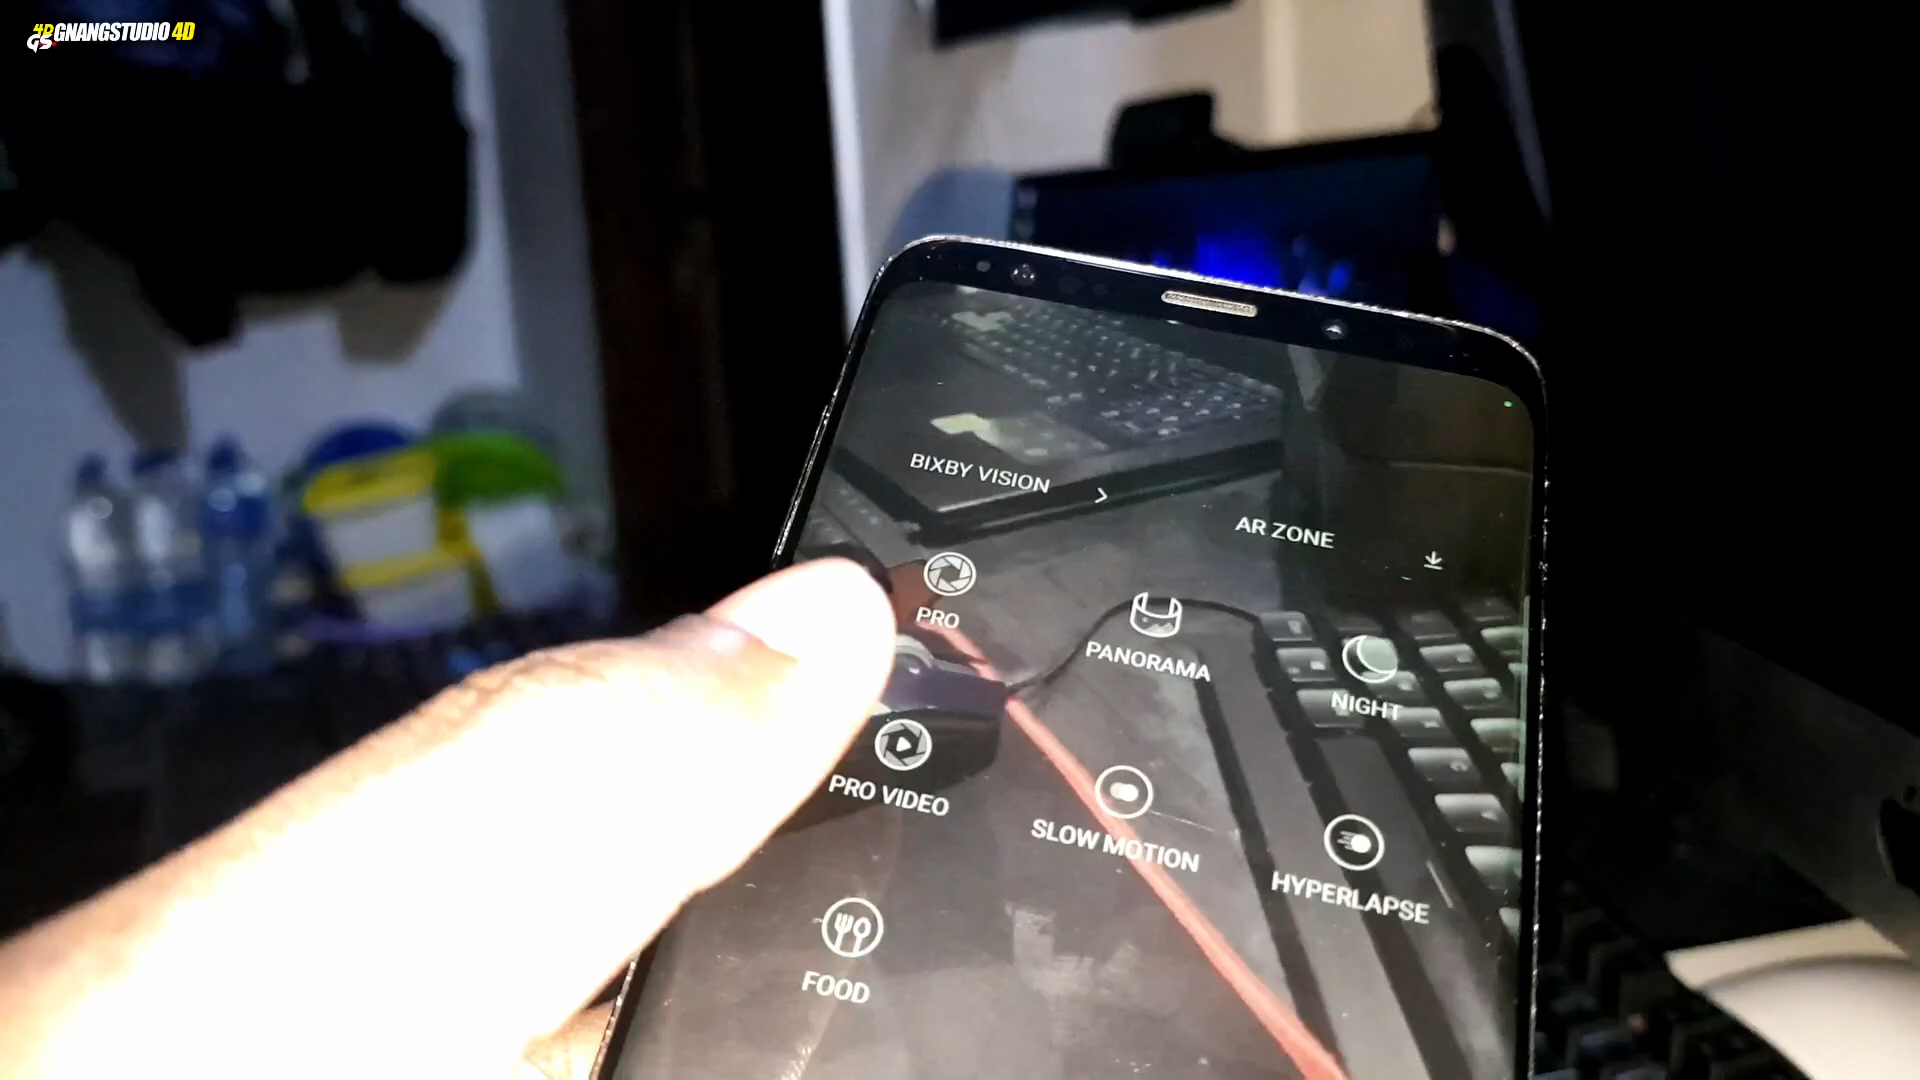 GNANGSTUDIO 4D
BIXBY VISION
AR ZONE
PRO
PANORAMA
NIGHT
PRO VIDEO
SLOW MOTION
HYPERLAPSE
FOOD